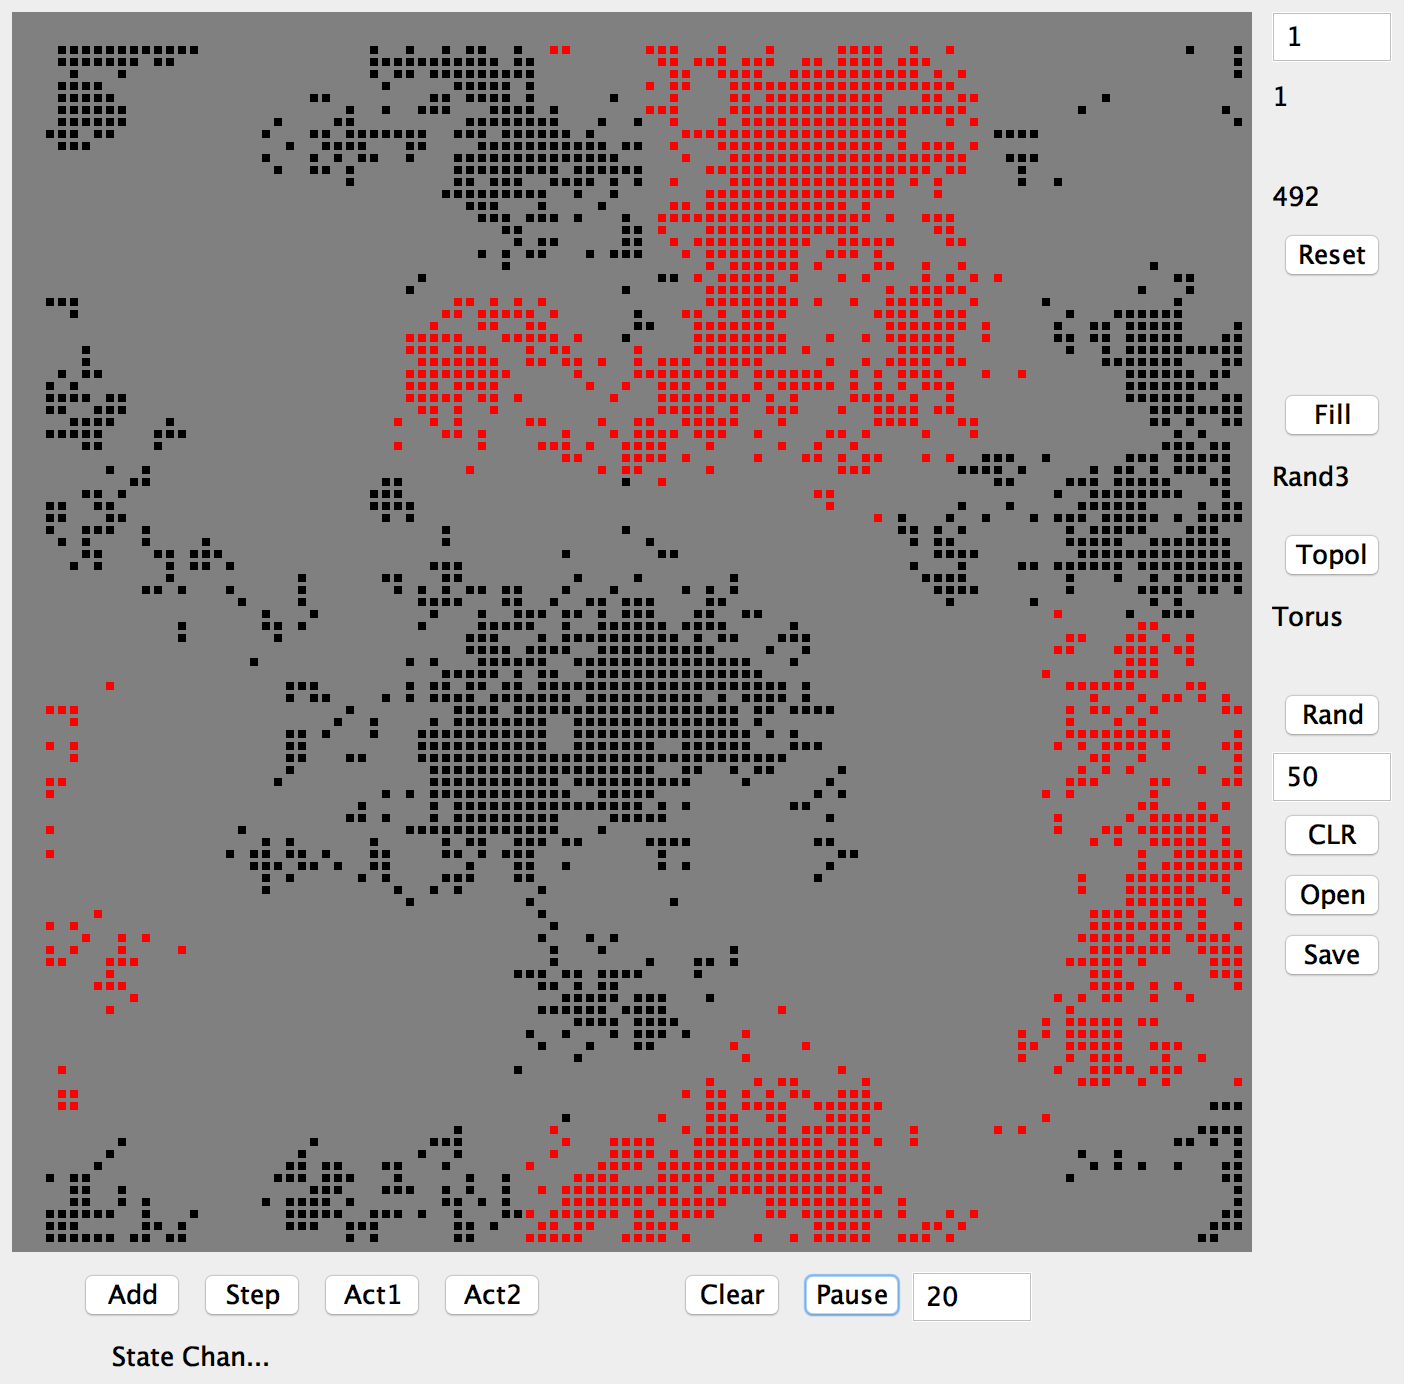 1
1
492
Reset
Fill
Rand3
Topol
Torus
Rand
50
CLR
Open
Save
Add Step Act1 Act2 Clear Pause 20
State Chan...